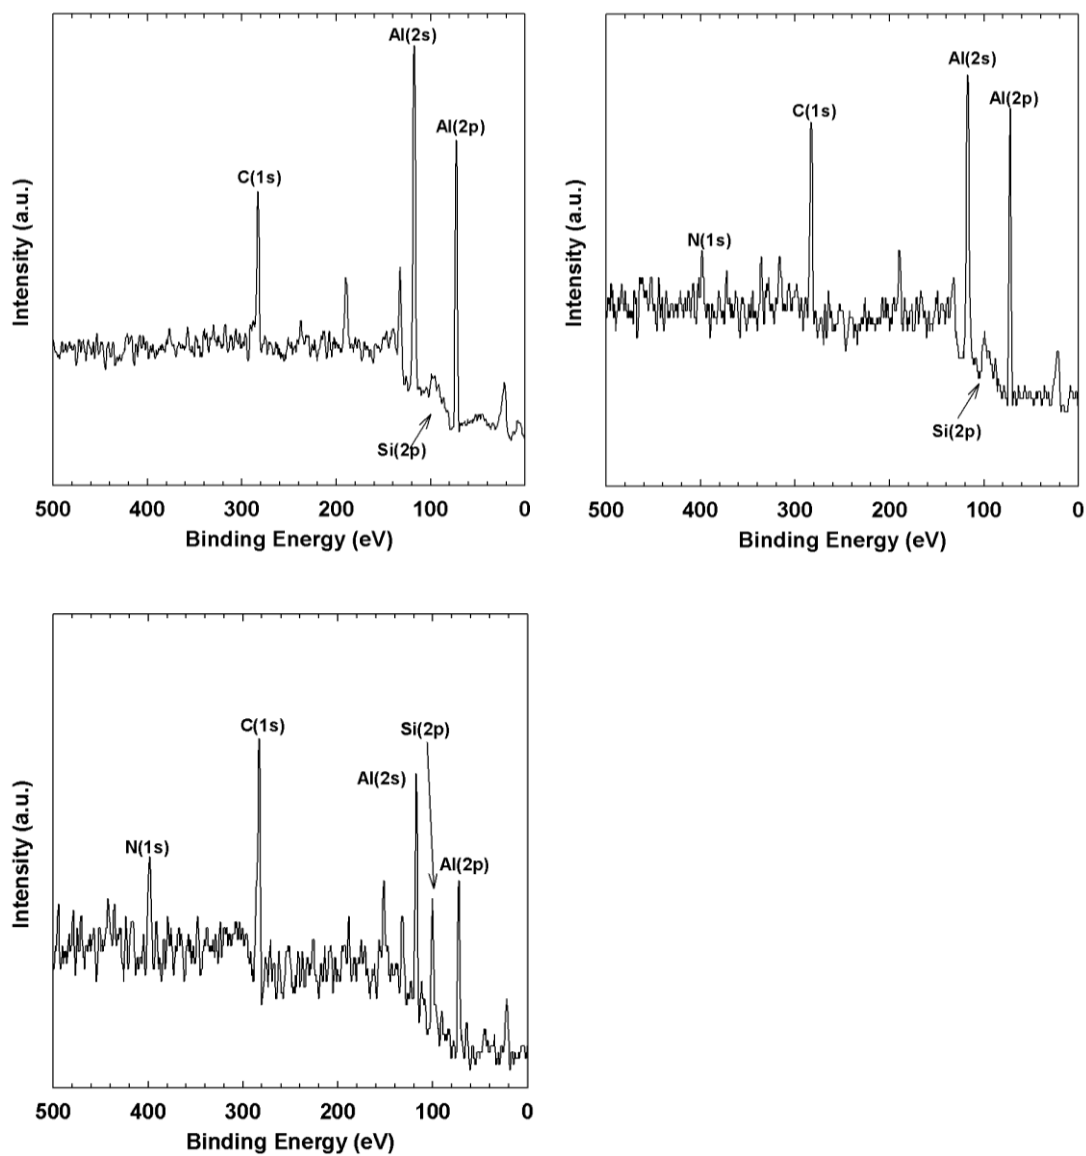 Al(2s)
Al(2p)
C(1s)
Si(2p)
Intensity (a.u.)
500 400 300 200 100 0
Binding Energy (eV)
Al(2s)
Al(2p)
C(1s)
N(1s)
Si(2p)
Intensity (a.u.)
500 400 300 200 100 0
Binding Energy (eV)
C(1s)
Si(2p)
Al(2s)
N(1s)
Al(2p)
Intensity (a.u.)
500 400 300 200 100 0
Binding Energy (eV)